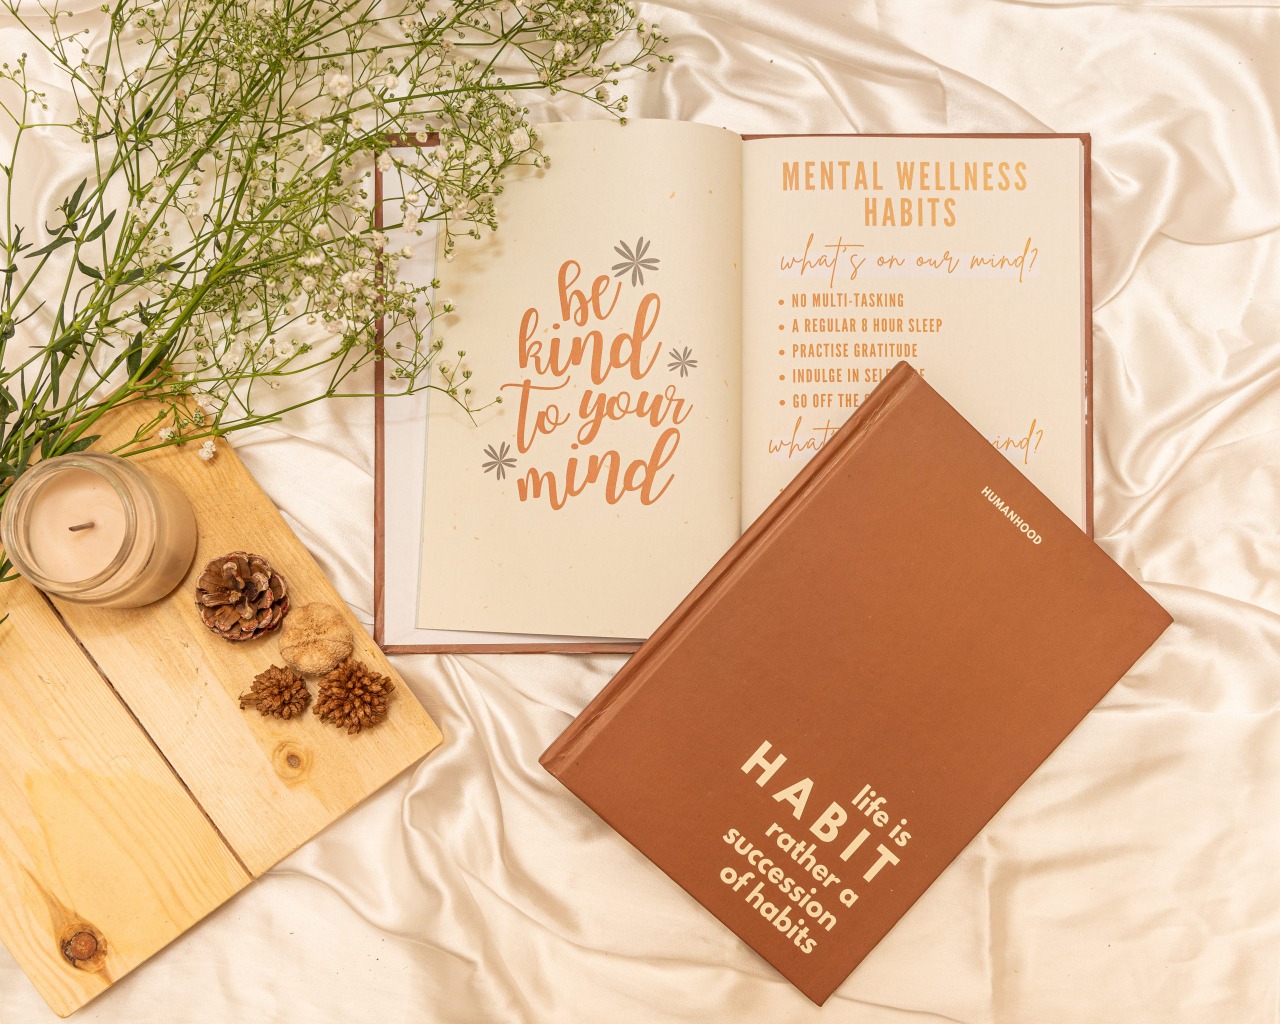 be
kind
to your
mind
MENTAL WELLNESS
HABITS
what's on our mind?
• NO MULTI-TASKING
• A REGULAR 8 HOUR SLEEP
• PRACTISE GRATITUDE
• INDULGE IN
• GO OFF THE
mind?
HUMANHOOD
life is
HABIT
rather a
succession
of habits